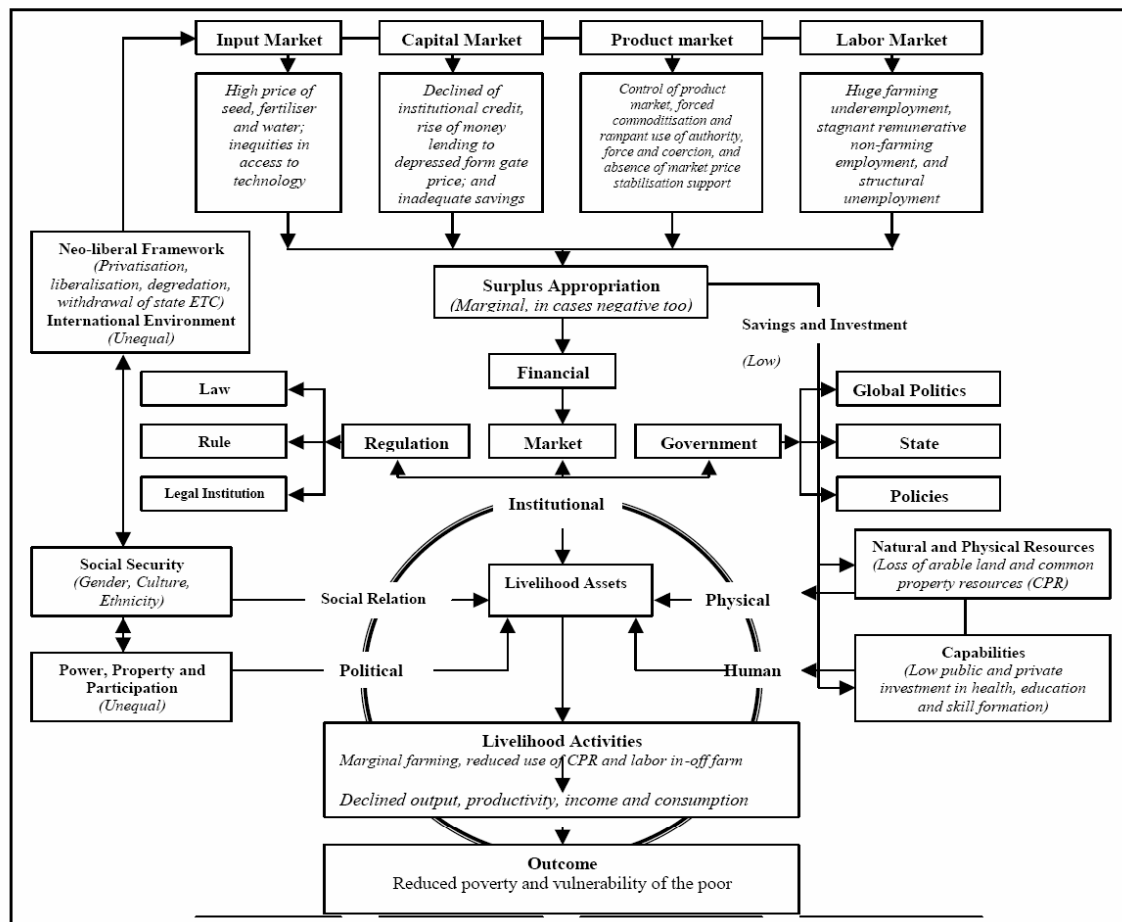 Input Market
Capital Market
Product market
Labor Market
High price of
seed, fertiliser
and water;
inequities in
access to
technology
Declined of
institutional credit,
rise of money
lending to
depressed form gate
price; and
inadequate savings
Control of product
market, forced
commoditisation and
rampant use of authority,
force and coercion, and
absence of market price
stabilisation support
Huge farming
underemployment,
stagnant remunerative
non-farming
employment, and
structural
unemployment
Neo-liberal Framework
(Privatisation,
liberalisation, degredation,
withdrawal of state ETC)
International Environment
(Unequal)
Surplus Appropriation
(Marginal, in cases negative too)
Savings and Investment
(Low)
Financial
Law
Global Politics
Rule
Regulation
Market
Government
State
Legal Institution
Policies
Institutional
Social Security
(Gender, Culture,
Ethnicity)
Social Relation
Livelihood Assets
Physical
Natural and Physical Resources
(Loss of arable land and common
property resources (CPR)
Power, Property and
Participation
(Unequal)
Political
Human
Capabilities
(Low public and private
investment in health, education
and skill formation)
Livelihood Activities
Marginal farming, reduced use of CPR and labor in-off farm
Declined output, productivity, income and consumption
Outcome
Reduced poverty and vulnerability of the poor